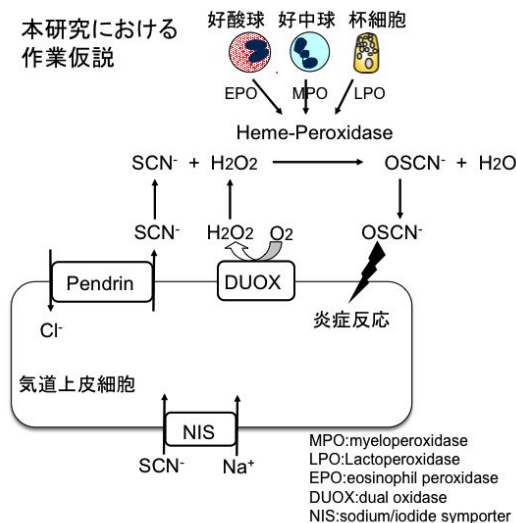 本研究における
作業仮説
好酸球 好中球 杯細胞
EPO MPO LPO
Heme-Peroxidase
SCN- + H2O2 OSCN- + H2O
SCN- H2O2 O2 OSCN-
Pendrin DUOX
Cl- 炎症反応
気道上皮細胞
NIS
SCN- Na+
MPO:myeloperoxidase
LPO:Lactoperoxidase
EPO:eosinophil peroxidase
DUOX:dual oxidase
NIS:sodium/iodide symporter